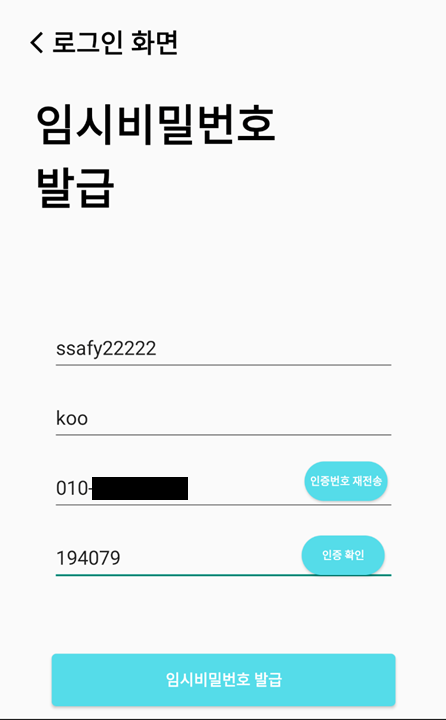 로그인 화면
임시비밀번호
발급
ssafy22222
koo
010-
인증번호 재전송
194079
인증 확인
임시비밀번호 발급